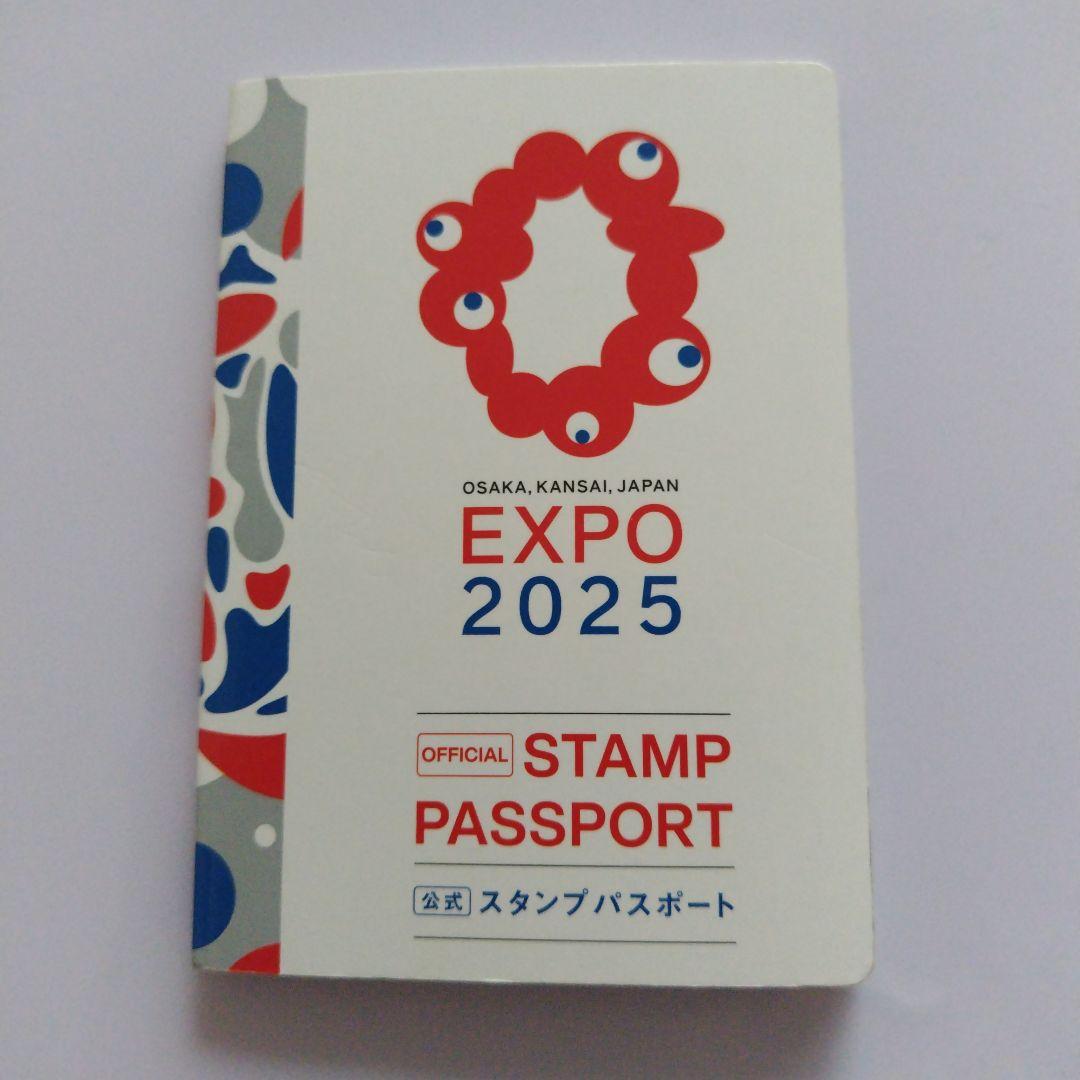 OSAKA, KANSAI, JAPAN
EXPO
2025
OFFICIAL STAMP
PASSPORT
公式 スタンプパスポート